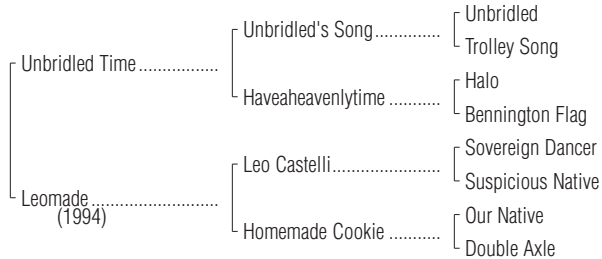 Unbridled
Unbridled's Song..............
Trolley Song
Unbridled Time.................
Halo
Haveaheavenlytime...........
Bennington Flag
Sovereign Dancer
Leo Castelli.......................
Suspicious Native
Leomade...........................
(1994)
Our Native
Homemade Cookie...........
Double Axle